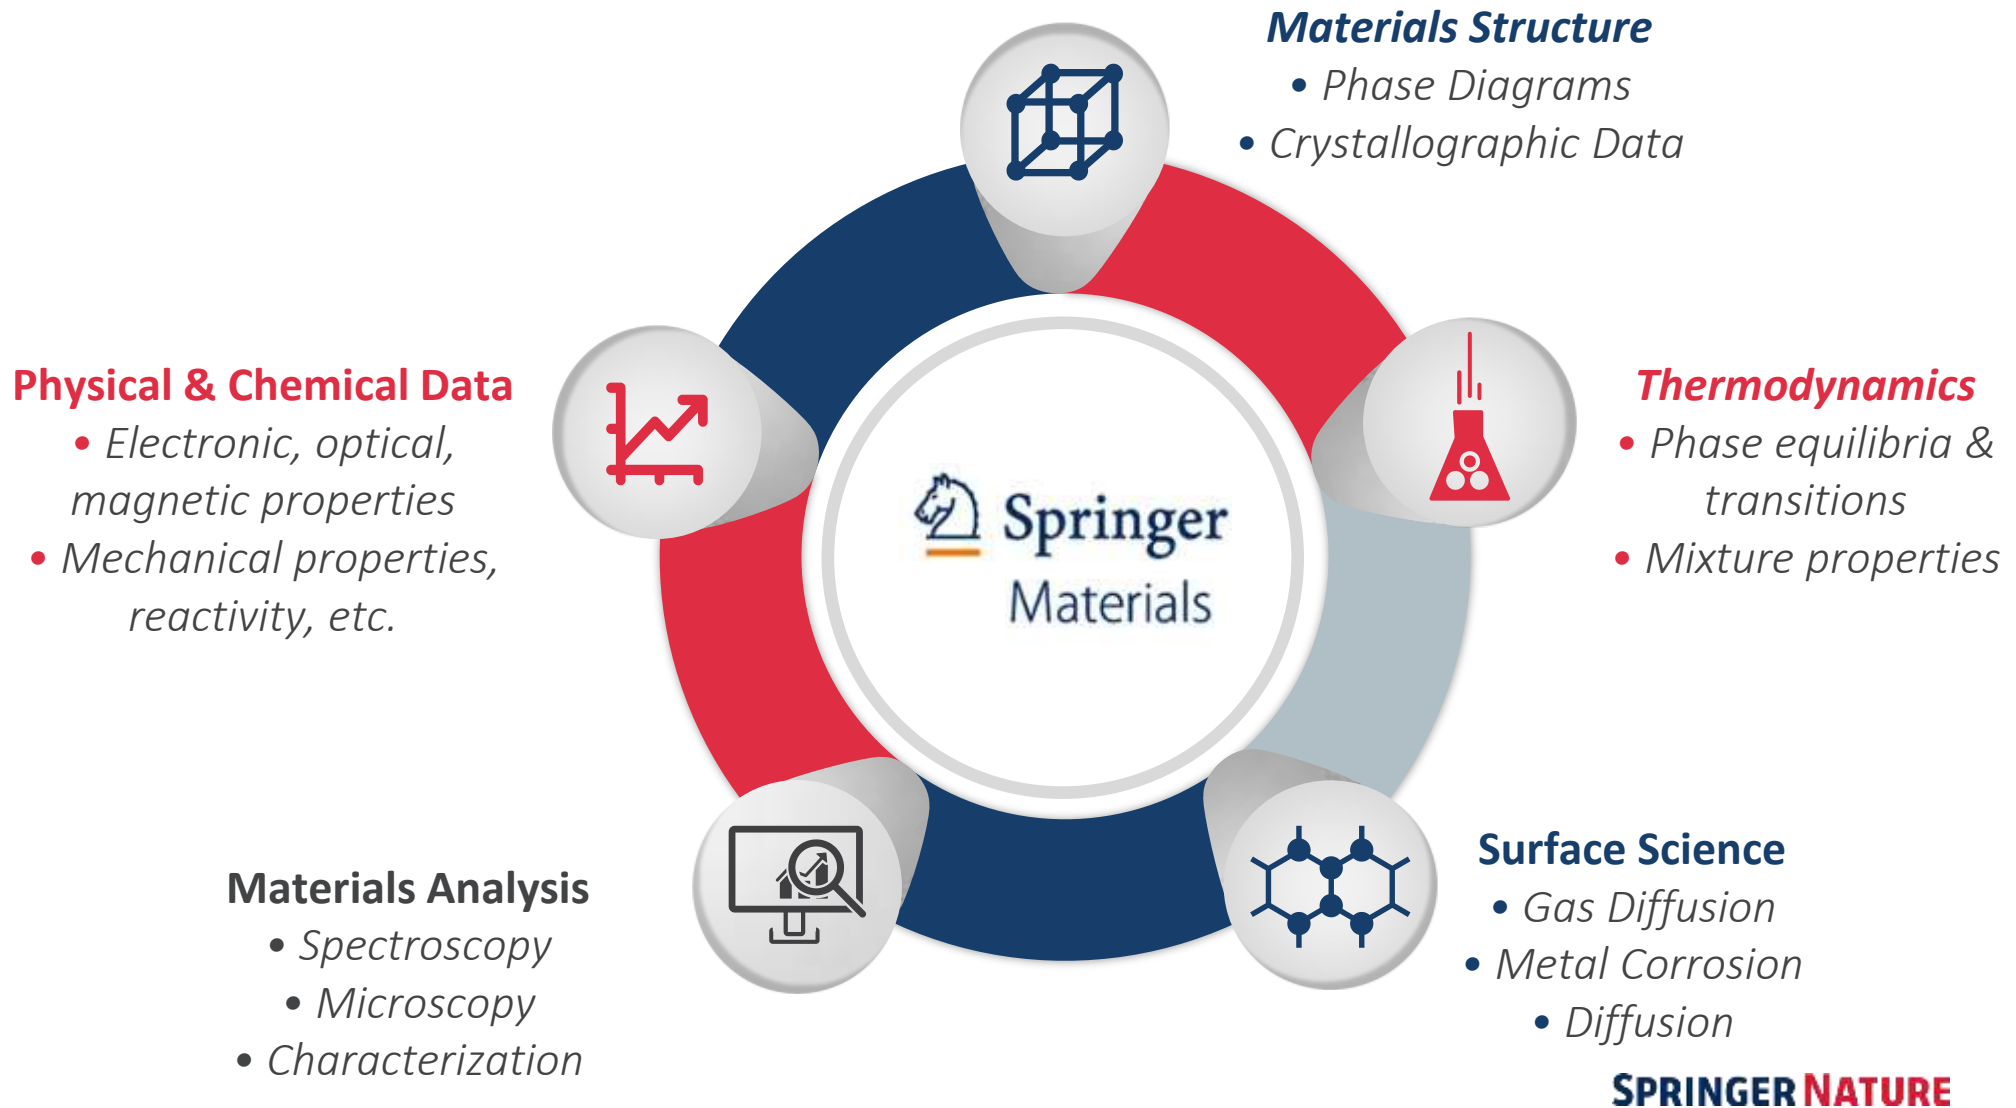 Materials Structure
• Phase Diagrams
• Crystallographic Data
Physical & Chemical Data
• Electronic, optical,
magnetic properties
• Mechanical properties,
reactivity, etc.
Thermodynamics
• Phase equilibria &
transitions
• Mixture properties
Springer
Materials
Materials Analysis
• Spectroscopy
• Microscopy
• Characterization
Surface Science
• Gas Diffusion
• Metal Corrosion
• Diffusion
SPRINGER NATURE